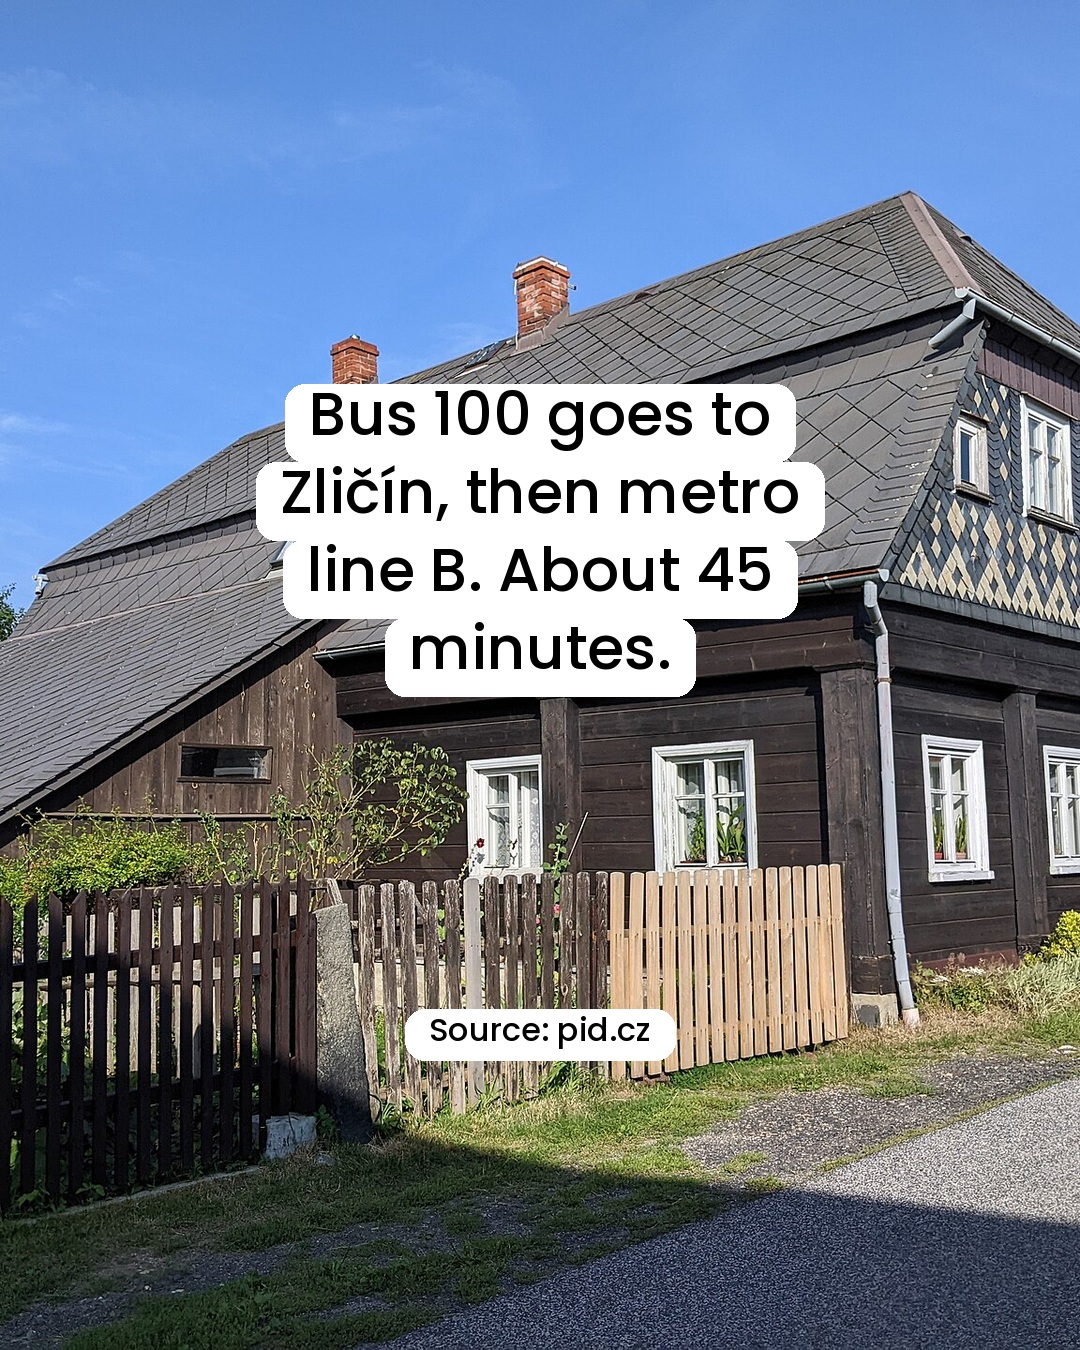 Bus 100 goes to
Zličín, then metro
line B. About 45
minutes.
Source: pid.cz